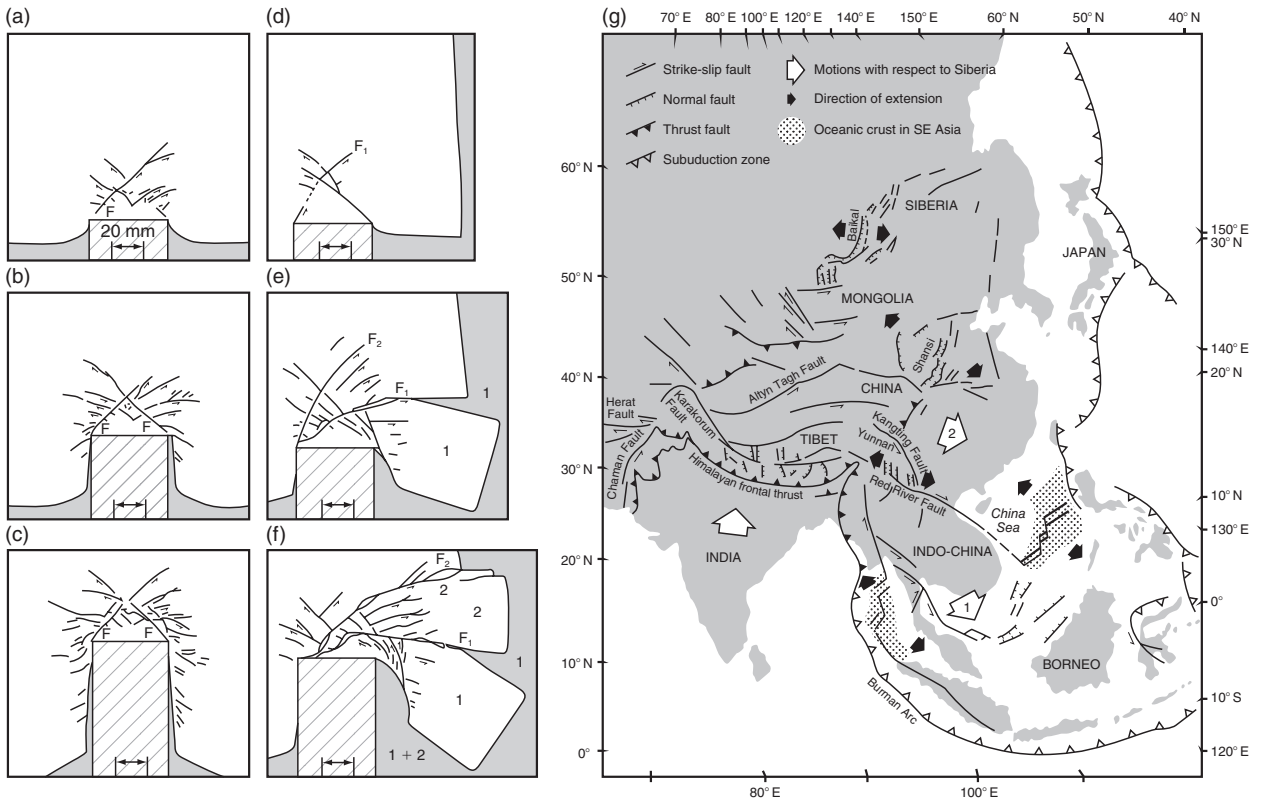 (a)
F
20 mm
(b)
F F
(c)
F F
(d)
F1
(e)
F2
F1
1
1
(f)
F2
2
2
F1
1
1
1 + 2
(g)
70° E 80° E 100° E 120° E 140° E 150° E 60° N 50° N 40° N
Strike-slip fault
Normal fault
Thrust fault
Subuduction zone
Motions with respect to Siberia
Direction of extension
Oceanic crust in SE Asia
60° N
50° N
40° N
30° N
20° N
10° N
0°
150° E
30° N
140° E
20° N
10° N
130° E
0°
10° S
120° E
80° E 100° E
SIBERIA
Baikal
JAPAN
MONGOLIA
Shansi
Altyn Tagh Fault
CHINA
Herat
Fault
Karakorum
Fault
Chaman Fault
TIBET
Kangting Fault
Yunnan
2
Himalayan frontal thrust
Red River Fault
China
Sea
INDIA
INDO-CHINA
1
BORNEO
Burman Arc